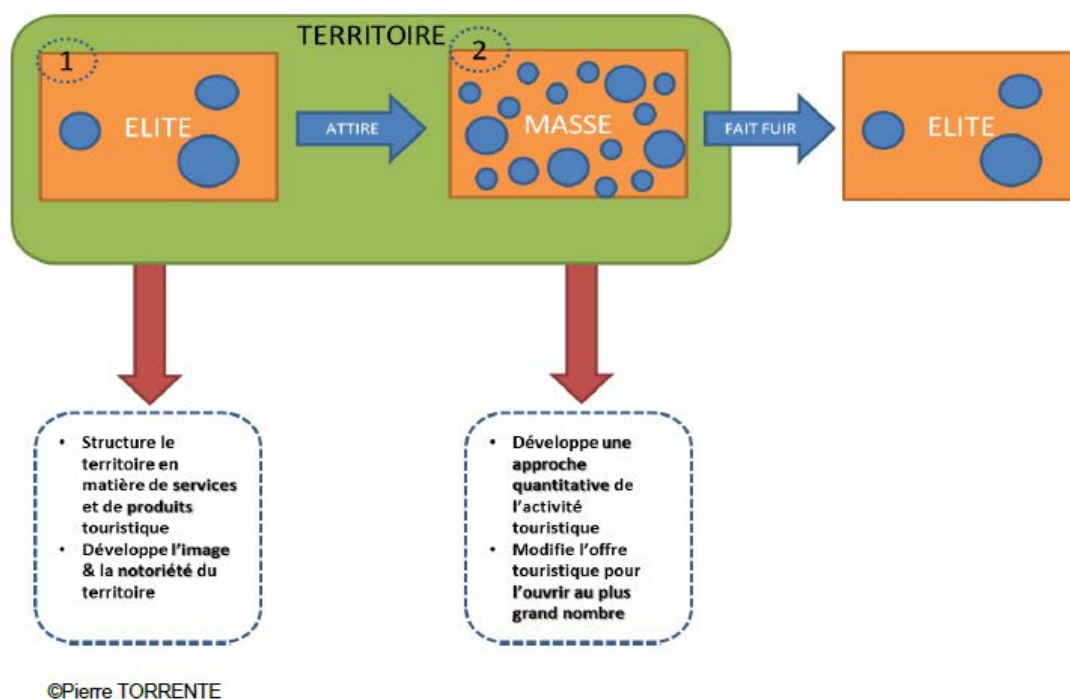 TERRITOIRE
1
ELITE
ATTIRE
2
MASSE
FAIT FUIR
ELITE
• Structure le
territoire en
matière de services
et de produits
touristique
• Développe l'image
& la notoriété du
territoire
• Développe une
approche
quantitative de
l'activité
touristique
• Modifie l'offre
touristique pour
l'ouvrir au plus
grand nombre
©Pierre TORRENTE